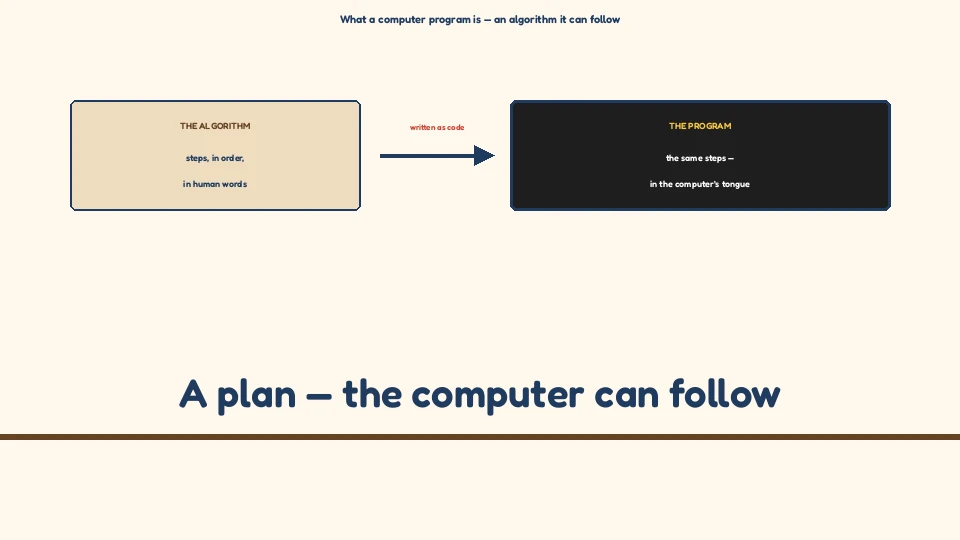 What a computer program is — an algorithm it can follow
THE ALGORITHM
steps, in order,
in human words
written as code
THE PROGRAM
the same steps —
in the computer's tongue
A plan — the computer can follow